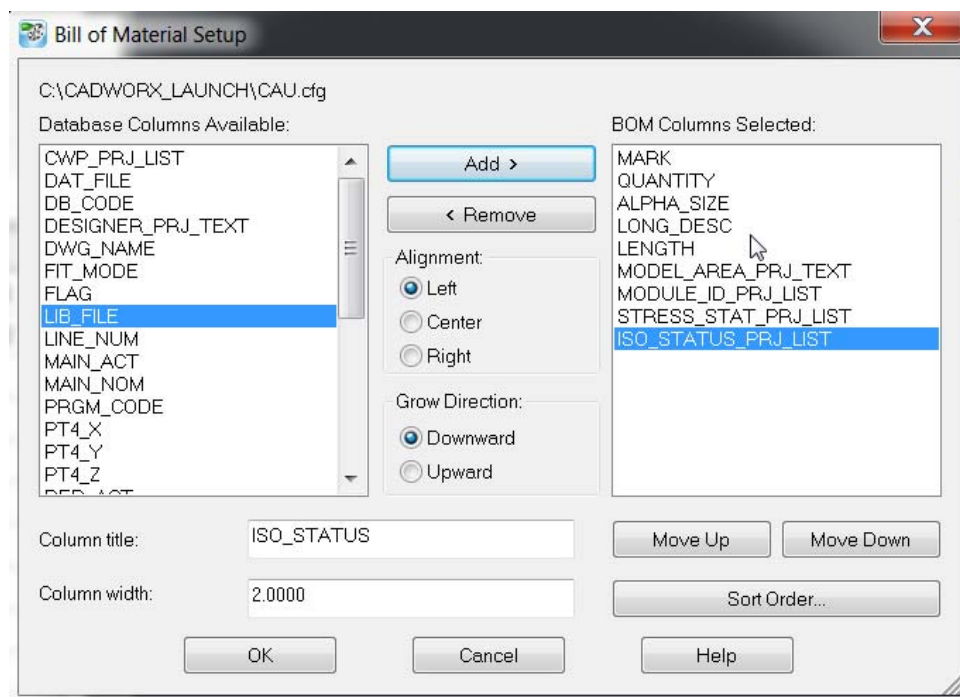 Bill of Material Setup
X
C:\CADWORX_LAUNCH\CAU.cfg
Database Columns Available:
CWP_PRJ_LIST
DAT_FILE
DB_CODE
DESIGNER_PRJ_TEXT
DWG_NAME
FIT_MODE
FLAG
LIB_FILE
LINE_NUM
MAIN_ACT
MAIN_NOM
PRGM_CODE
PT4_X
PT4_Y
PT4_Z
Add >
< Remove
Alignment:
Left
Center
Right
Grow Direction:
Downward
Upward
BOM Columns Selected:
MARK
QUANTITY
ALPHA_SIZE
LONG_DESC
LENGTH
MODEL_AREA_PRJ_TEXT
MODULE_ID_PRJ_LIST
STRESS_STAT_PRJ_LIST
ISO_STATUS_PRJ_LIST
Column title:
ISO_STATUS
Move Up
Move Down
Column width:
2.0000
Sort Order...
OK
Cancel
Help